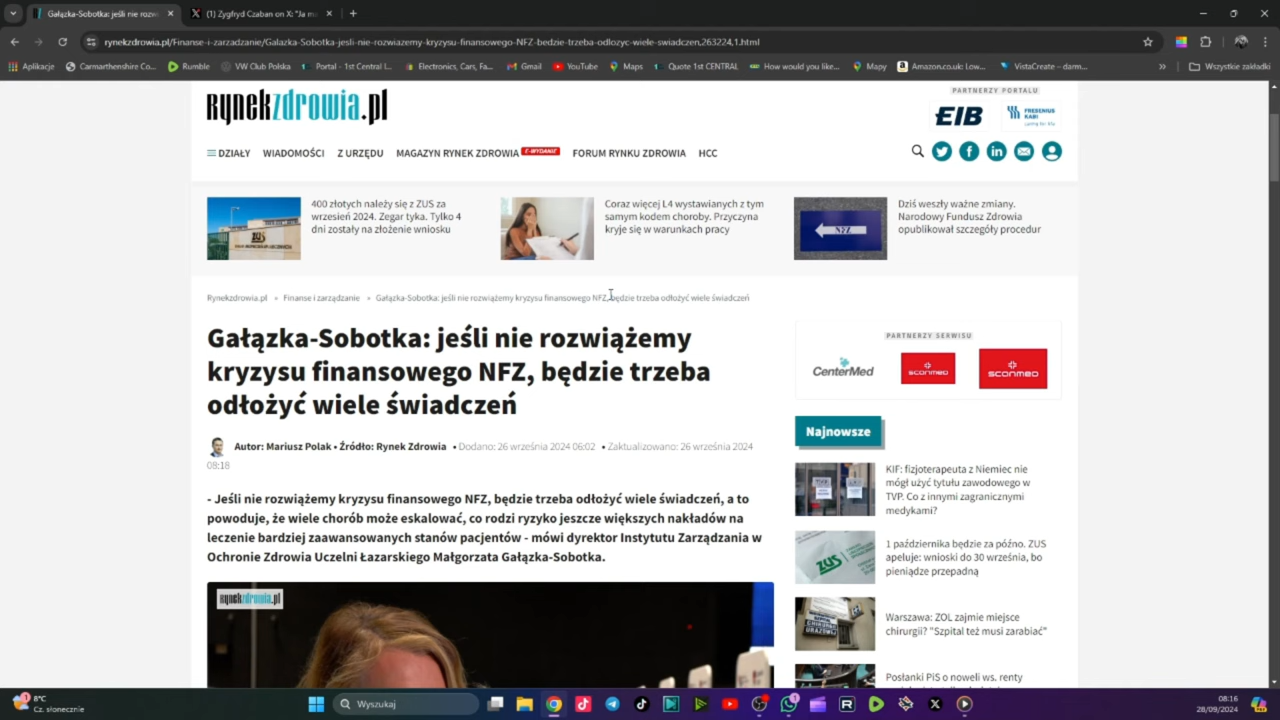 Gałązka-Sobotka: jeśli nie rozw
(1) Zygfryd Czaban on X: "Ja m
rynekzdrowia.pl/Finanse-i-zarzadzanie/Galazka-Sobotka-jesli-nie-rozwiazemy-kryzysu-finansowego-NFZ-bedzie-trzeba-odlozyc-wiele-swiadczen,263224,1.html
Aplikacje Carmarthenshire Co... Rumble VW Club Polska Portal - 1st Central I... Electronics, Cars, Fa... Gmail YouTube Maps Quote 1st CENTRAL How would you like... Mapy Amazon.co.uk: Low... VistaCreate – darm... Wszystkie zakładki
Rynekzdrowia.pl
PARTNERZY PORTALU
EIB
FRESENIUS
KABI
DZIAŁY WIADOMOŚCI Z URZĘDU MAGAZYN RYNEK ZDROWIA E-WYDANIE FORUM RYNKU ZDROWIA HCC
400 złotych należy się z ZUS za
wrzesień 2024. Zegar tyka. Tylko 4
dni zostały na złożenie wniosku
Coraz więcej L4 wystawianych z tym
samym kodem choroby. Przyczyna
kryje się w warunkach pracy
Dziś weszły ważne zmiany.
Narodowy Fundusz Zdrowia
opublikował szczegóły procedur
ZUS
NFZ
Rynekzdrowia.pl » Finanse i zarządzanie » Gałązka-Sobotka: jeśli nie rozwiążemy kryzysu finansowego NFZ, będzie trzeba odłożyć wiele świadczeń
Gałązka-Sobotka: jeśli nie rozwiążemy
kryzysu finansowego NFZ, będzie trzeba
odłożyć wiele świadczeń
Autor: Mariusz Polak • Źródło: Rynek Zdrowia • Dodano: 26 września 2024 06:02 • Zaktualizowano: 26 września 2024
08:18
- Jeśli nie rozwiążemy kryzysu finansowego NFZ, będzie trzeba odłożyć wiele świadczeń, a to
powoduje, że wiele chorób może eskalować, co rodzi ryzyko jeszcze większych nakładów na
leczenie bardziej zaawansowanych stanów pacjentów - mówi dyrektor Instytutu Zarządzania w
Ochronie Zdrowia Uczelni Łazarskiego Małgorzata Gałązka-Sobotka.
Rynekzdrowia.pl
PARTNERZY SERWISU
CenterMed
scanmed
scanmed
Najnowsze
KIF: fizjoterapeuta z Niemiec nie
mógł użyć tytułu zawodowego w
TVP. Co z innymi zagranicznymi
medykami?
1 października będzie za późno. ZUS
apeluje: wnioski do 30 września, bo
pieniądze przepadną
ZUS
Warszawa: ZOL zajmie miejsce
chirurgii? "Szpital też musi zarabiać"
Posłanki PiS o noweli ws. renty
8°C
Cz. słonecznie
Wyszukaj
08:16
28/09/2024